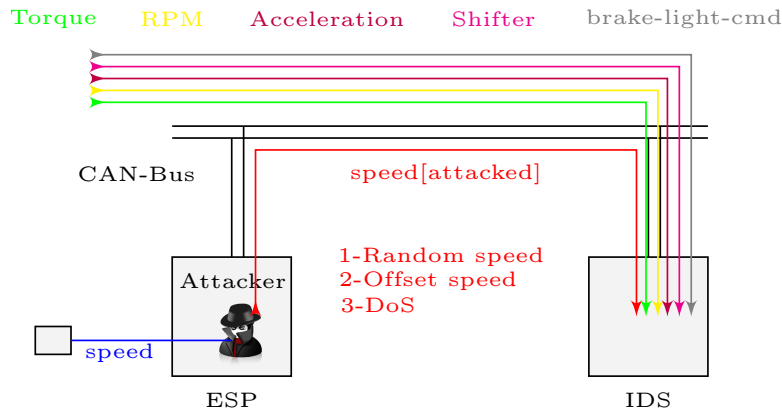 Torque RPM Acceleration Shifter brake-light-cmd
CAN-Bus
speed[attacked]
1-Random speed
2-Offset speed
3-DoS
Attacker
speed
ESP
IDS